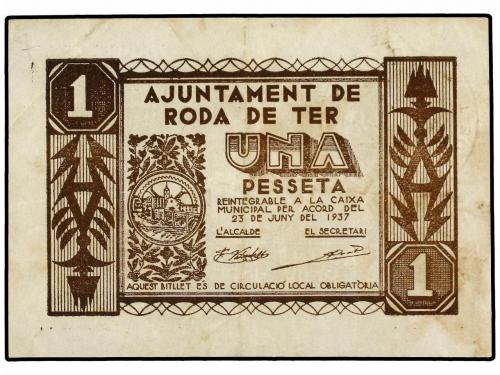 1
AJUNTAMENT DE
RODA DE TER
UNA
PESSETA
REINTEGRABLE A LA CAIXA
MUNICIPAL PER ACORD DEL
23 DE JUNY DEL 1937
L'ALCALDE EL SECRETARI
AQUEST BITLLET ES DE CIRCULACIÓ LOCAL OBLIGATÒRIA
1